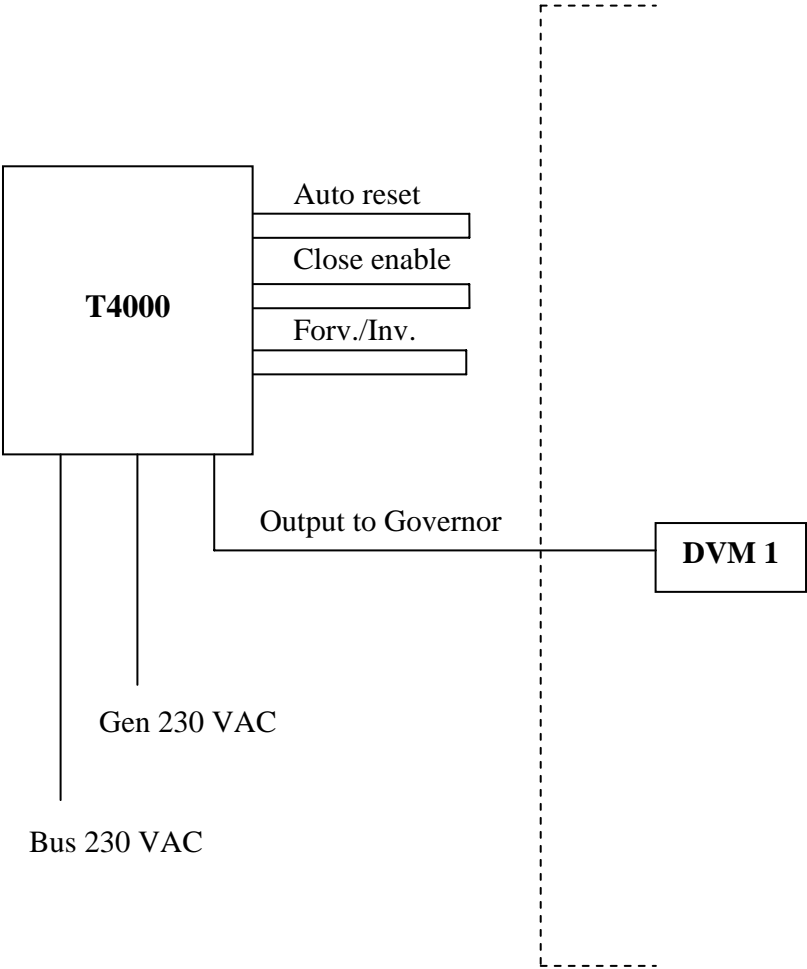 Auto reset
Close enable
T4000
Forv./Inv.
Output to Governor
DVM 1
Gen 230 VAC
Bus 230 VAC